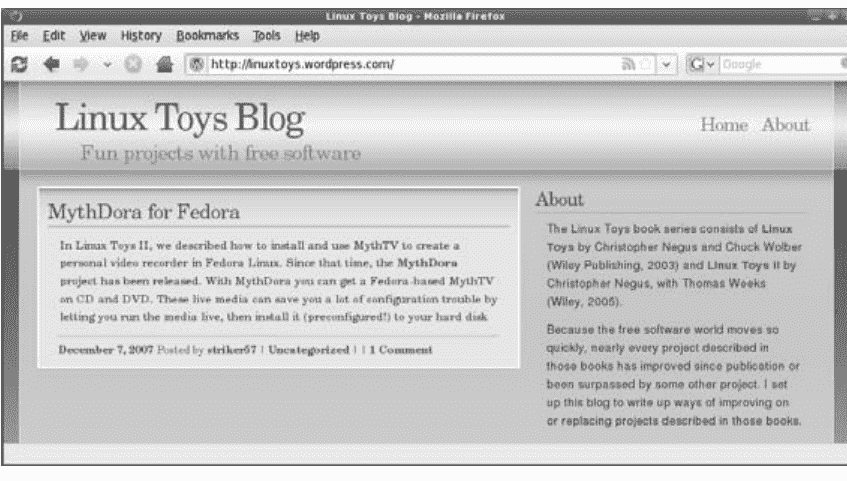 Linux Toys Blog - Mozilla Firefox
File Edit View History Bookmarks Tools Help
http://linuxtoys.wordpress.com/
G Google
Linux Toys Blog
Fun projects with free software
Home About
MythDora for Fedora
In Linux Toys II, we described how to install and use MythTV to create a
personal video recorder in Fedora Linux. Since that time, the MythDora
project has been released. With MythDora you can get a Fedora-based MythTV
on CD and DVD. These live media can save you a lot of configuration trouble by
letting you run the media live, then install it (preconfigured!) to your hard disk
December 7, 2007 Posted by striker57 | Uncategorized | | 1 Comment
About
The Linux Toys book series consists of Linux
Toys by Christopher Negus and Chuck Wolber
(Wiley Publishing, 2003) and Linux Toys II by
Christopher Negus, with Thomas Weeks
(Wiley, 2005).
Because the free software world moves so
quickly, nearly every project described in
those books has improved since publication or
been surpassed by some other project. I set
up this blog to write up ways of improving on
or replacing projects described in those books.